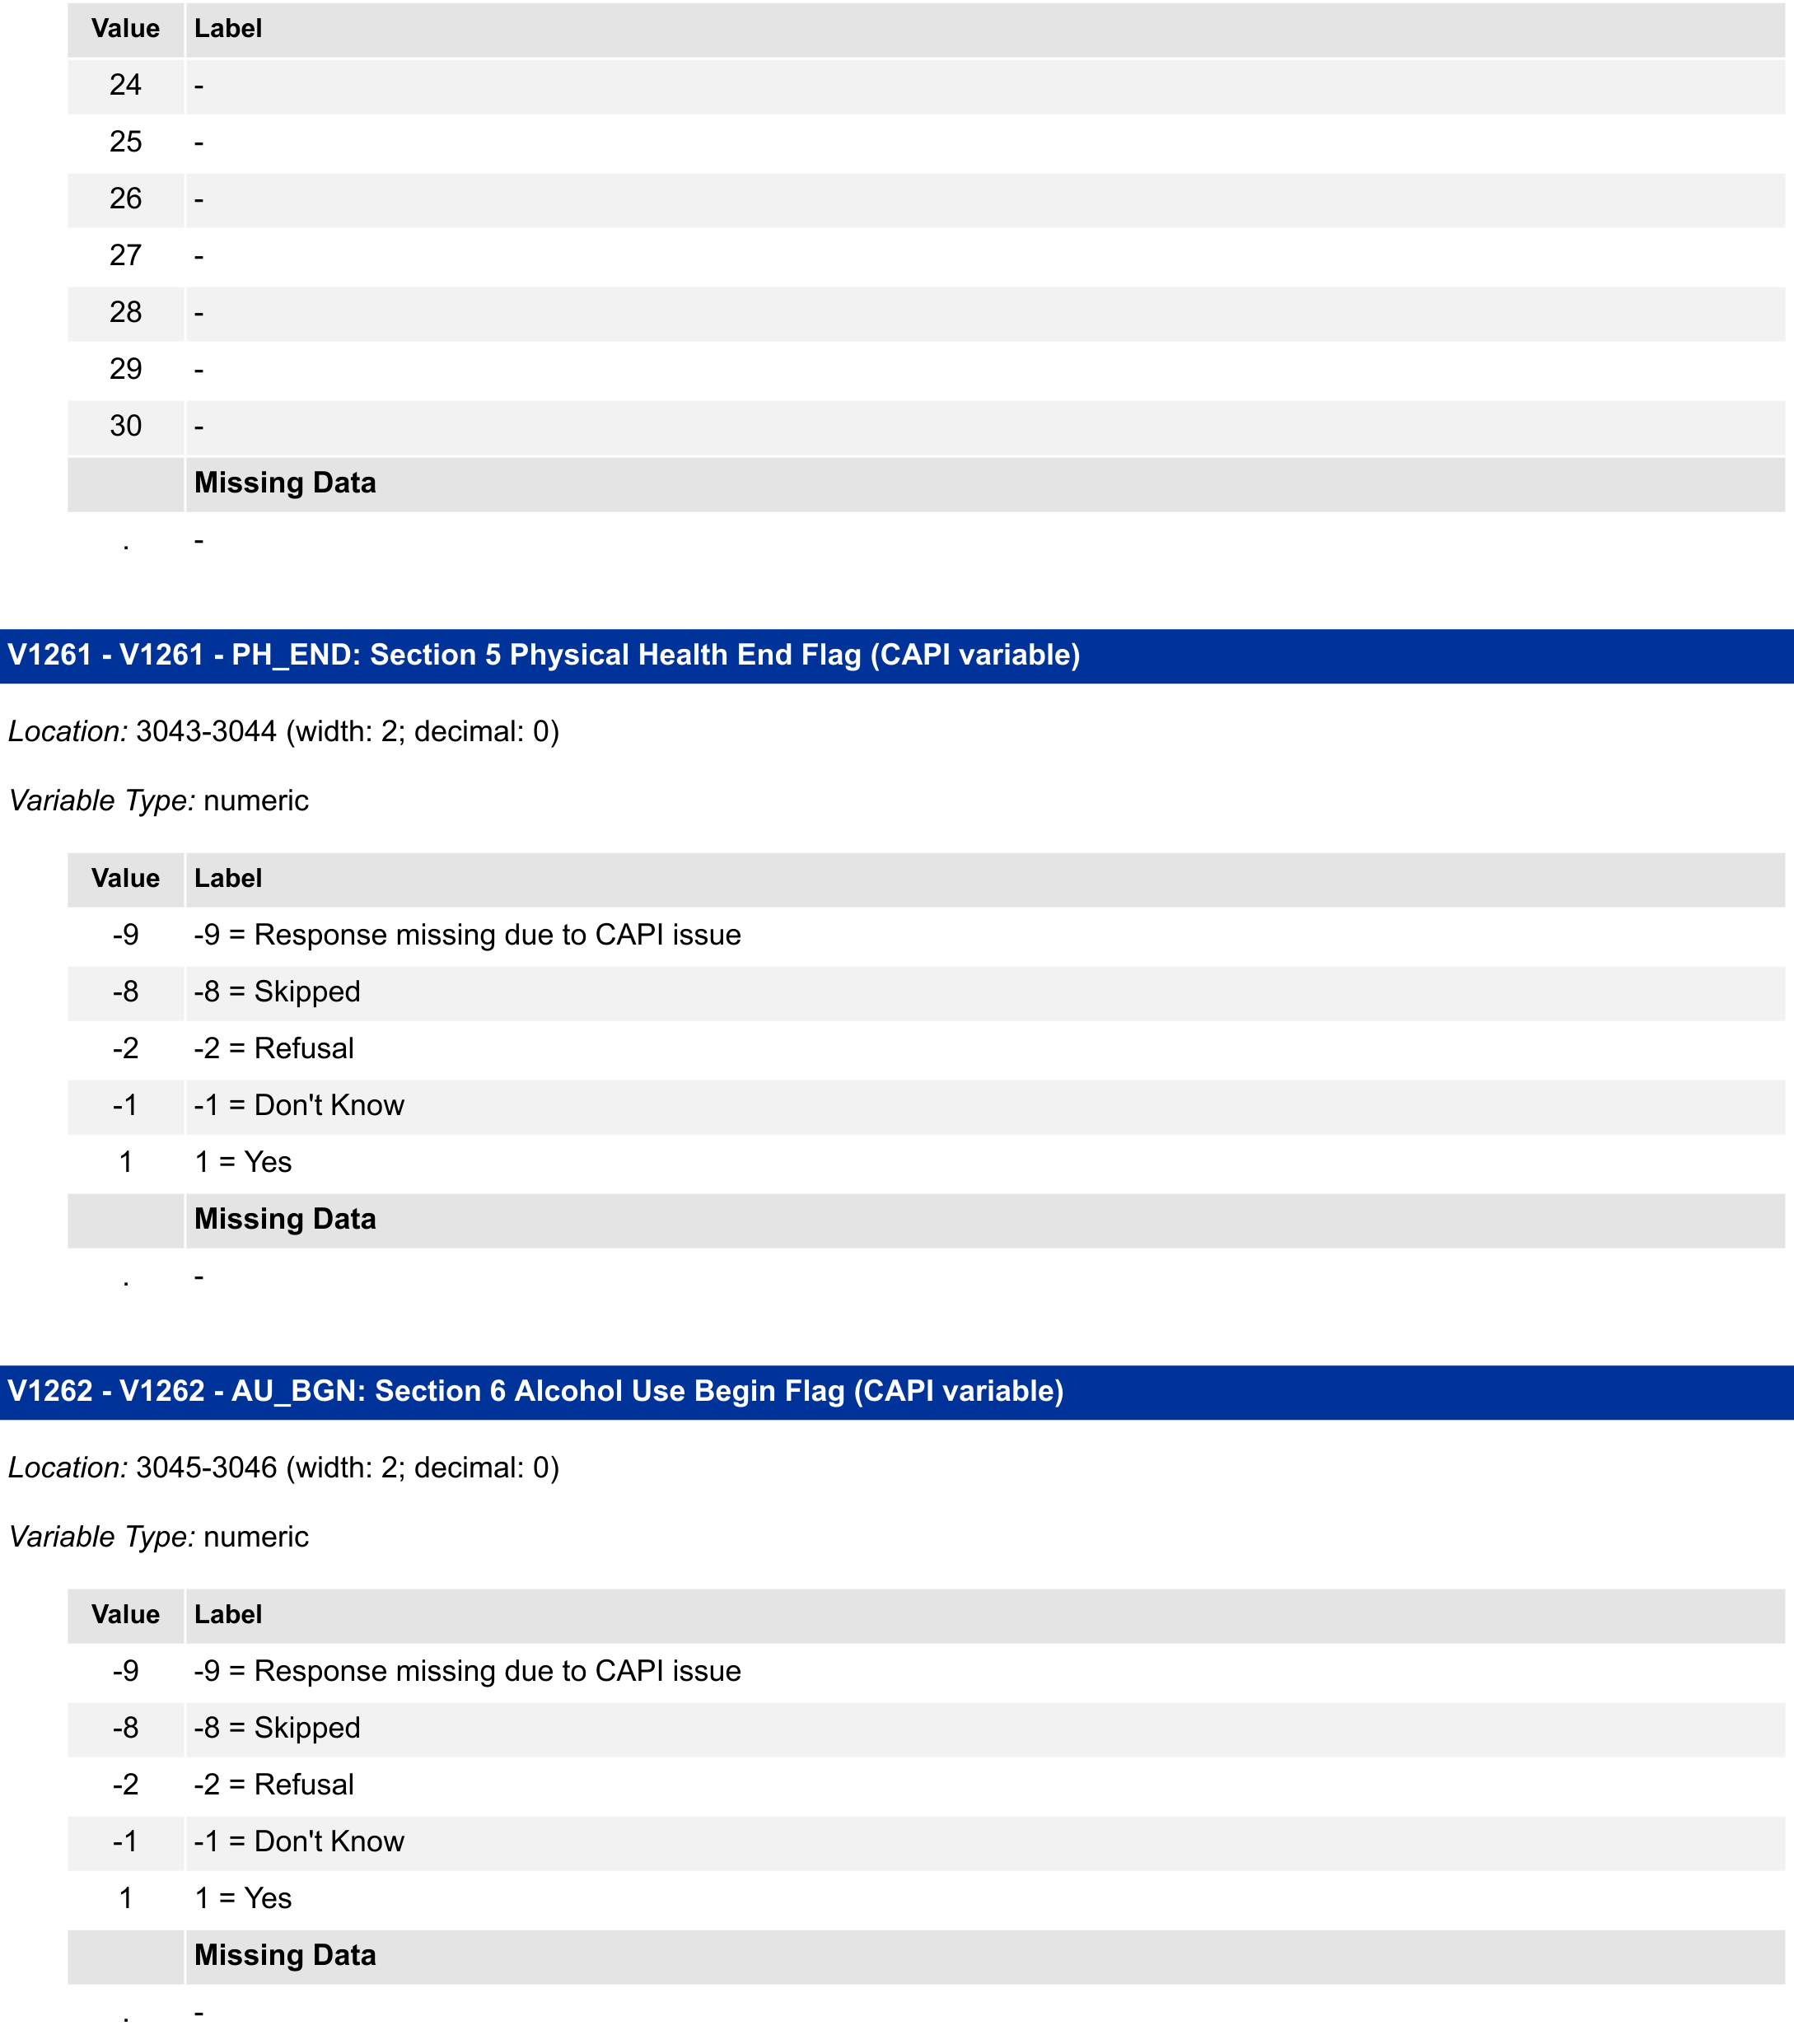 Value Label
24 -
25 -
26 -
27 -
28 -
29 -
30 -
Missing Data
. -
V1261 - V1261 - PH_END: Section 5 Physical Health End Flag (CAPI variable)
Location: 3043-3044 (width: 2; decimal: 0)
Variable Type: numeric
Value Label
-9 -9 = Response missing due to CAPI issue
-8 -8 = Skipped
-2 -2 = Refusal
-1 -1 = Don't Know
1 1 = Yes
Missing Data
. -
V1262 - V1262 - AU_BGN: Section 6 Alcohol Use Begin Flag (CAPI variable)
Location: 3045-3046 (width: 2; decimal: 0)
Variable Type: numeric
Value Label
-9 -9 = Response missing due to CAPI issue
-8 -8 = Skipped
-2 -2 = Refusal
-1 -1 = Don't Know
1 1 = Yes
Missing Data
. -